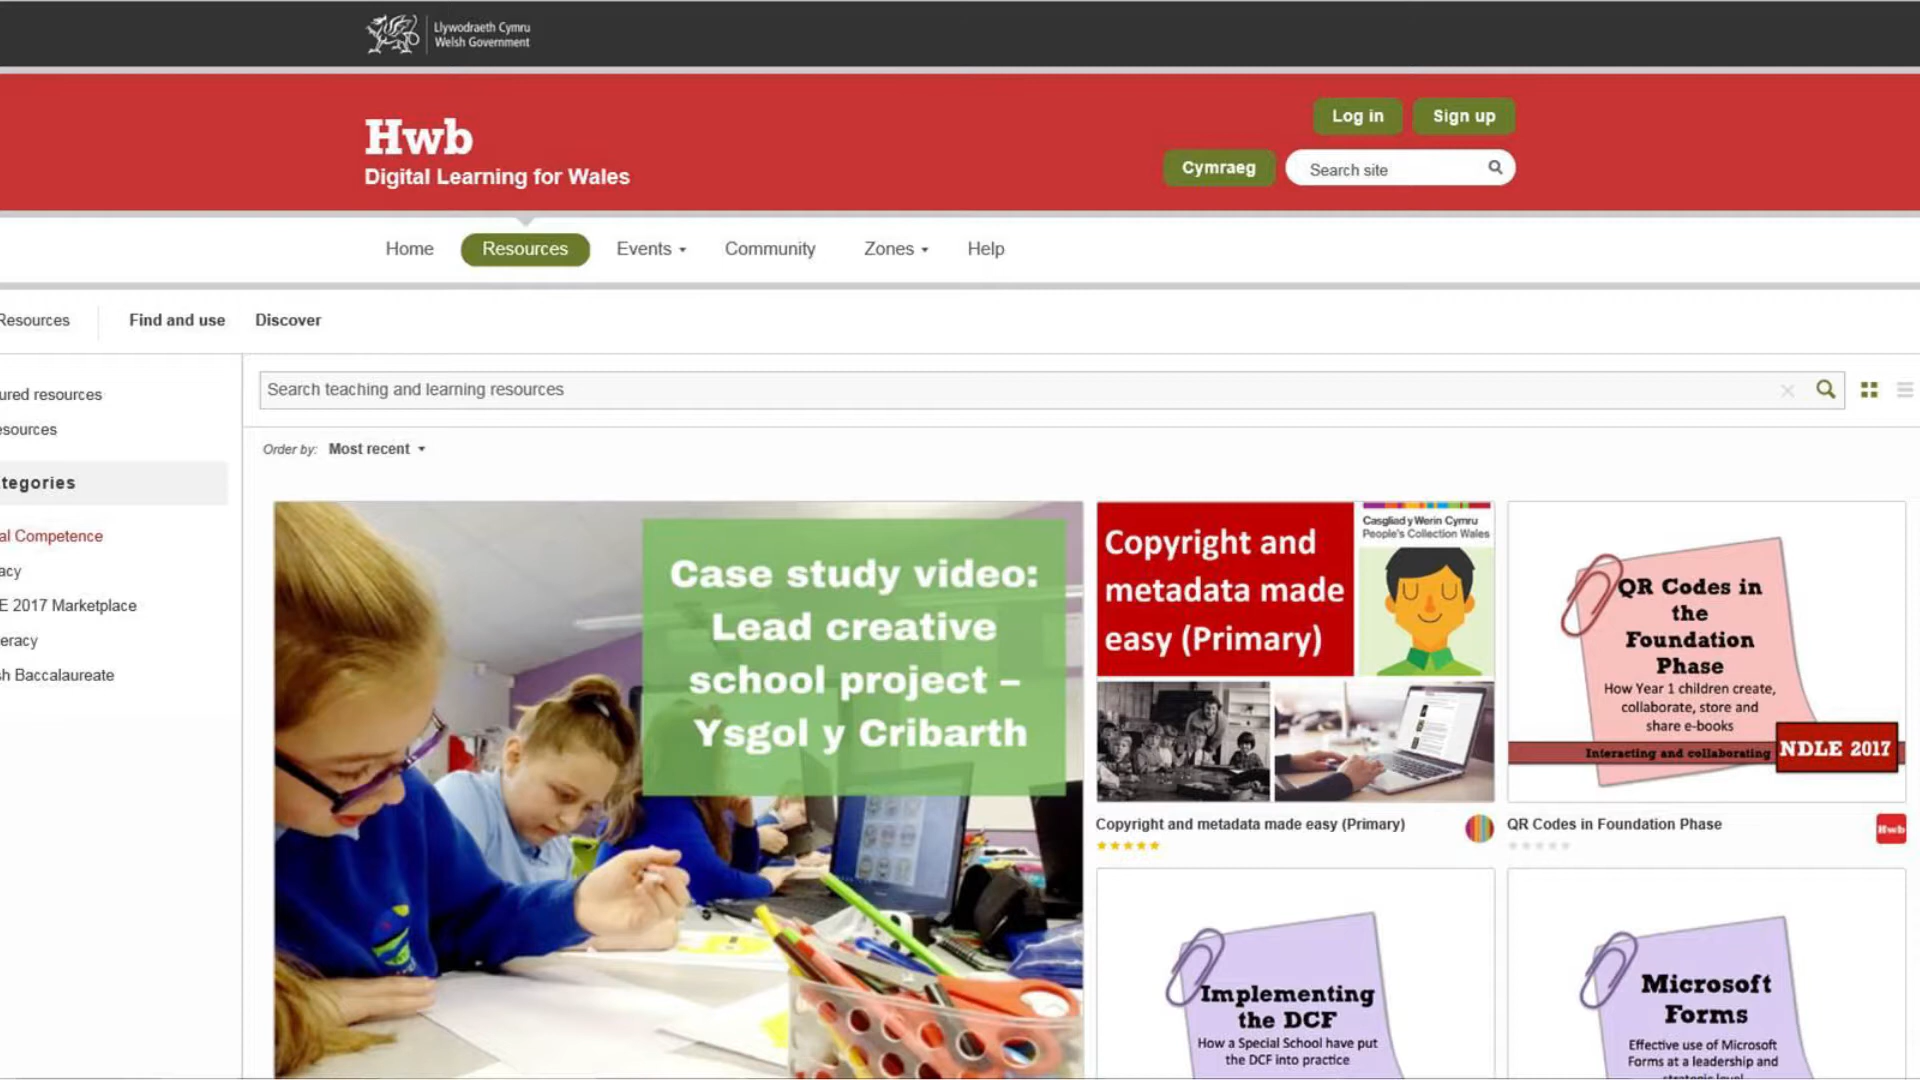 Llywodraeth Cymru
Welsh Government
Hwb
Digital Learning for Wales
Log in
Sign up
Cymraeg
Search site
Home
Resources
Events
Community
Zones
Help
Resources
Find and use
Discover
ured resources
esources
tegories
al Competence
acy
E 2017 Marketplace
eracy
h Baccalaureate
Search teaching and learning resources
Order by: Most recent
Case study video:
Lead creative
school project –
Ysgol y Cribarth
Copyright and
metadata made
easy (Primary)
Casgliad y Werin Cymru
People's Collection Wales
Copyright and metadata made easy (Primary)
QR Codes in
the
Foundation
Phase
How Year 1 children create,
collaborate, store and
share e-books
Interacting and collaborating
NDLE 2017
QR Codes in Foundation Phase
Hwb
Implementing
the DCF
How a Special School have put
the DCF into practice
Microsoft
Forms
Effective use of Microsoft
Forms at a leadership and
strategic level